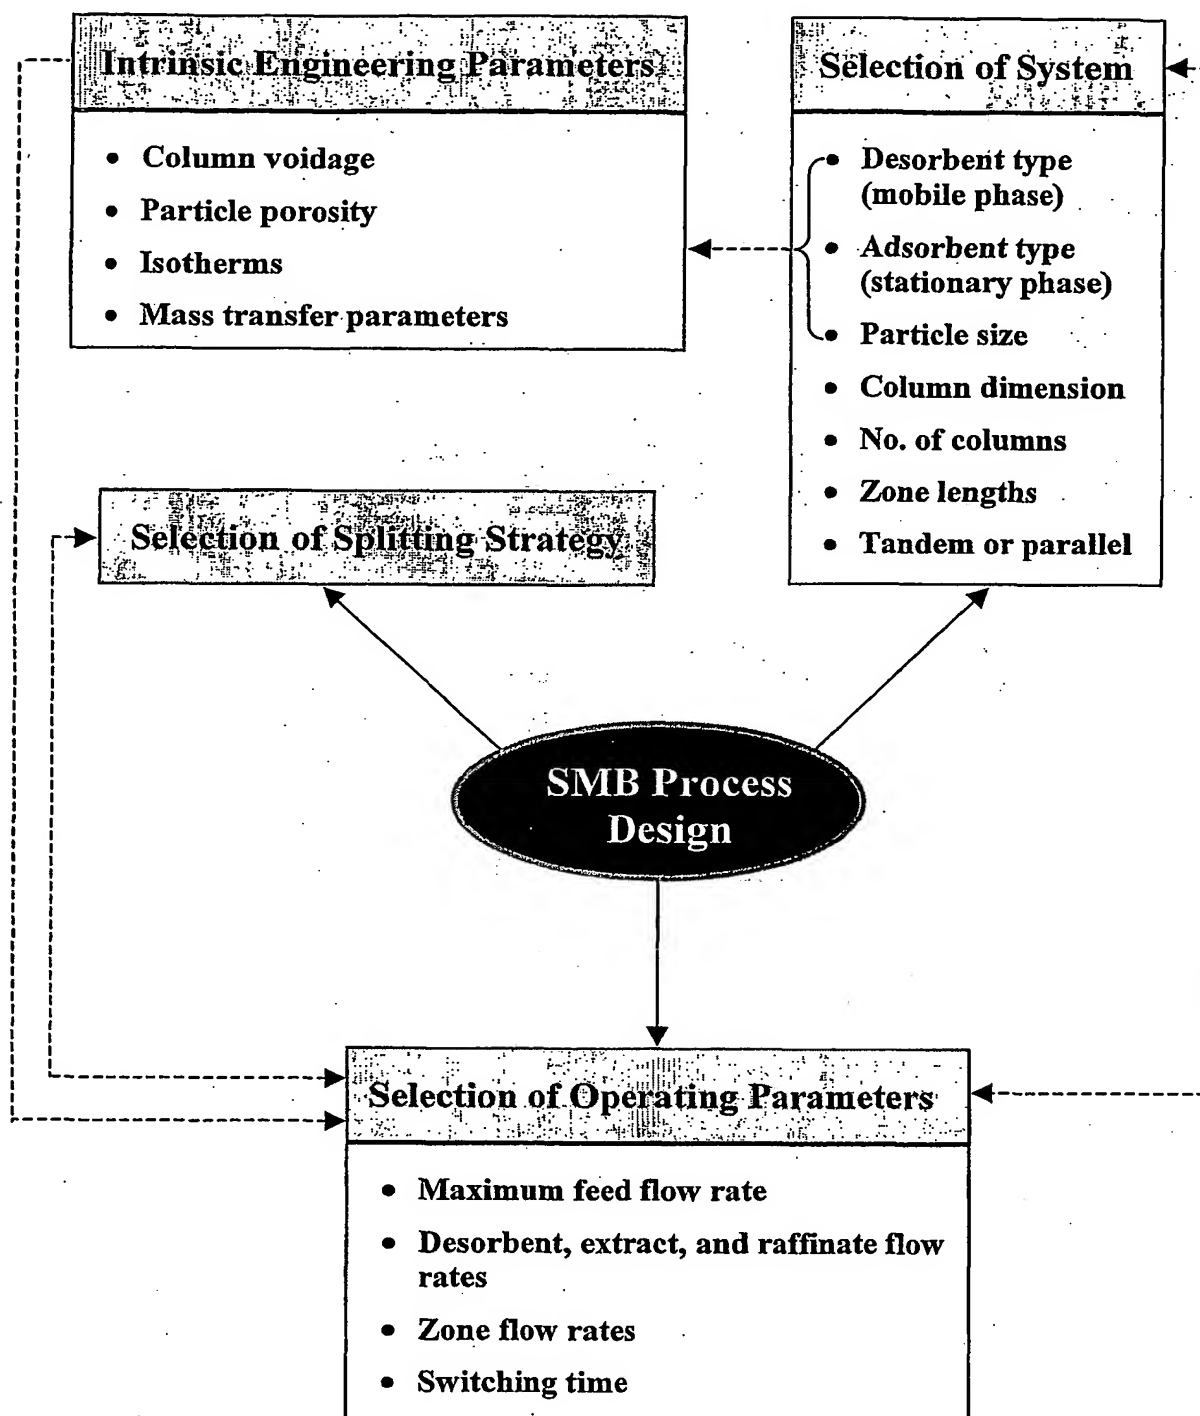 Intrinsic Engineering Parameters
• Column voidage
• Particle porosity
• Isotherms
• Mass transfer parameters
Selection of System
• Desorbent type
(mobile phase)
• Adsorbent type
(stationary phase)
• Particle size
• Column dimension
• No. of columns
• Zone lengths
• Tandem or parallel
Selection of Splitting Strategy
SMB Process
Design
Selection of Operating Parameters
• Maximum feed flow rate
• Desorbent, extract, and raffinate flow
rates
• Zone flow rates
• Switching time